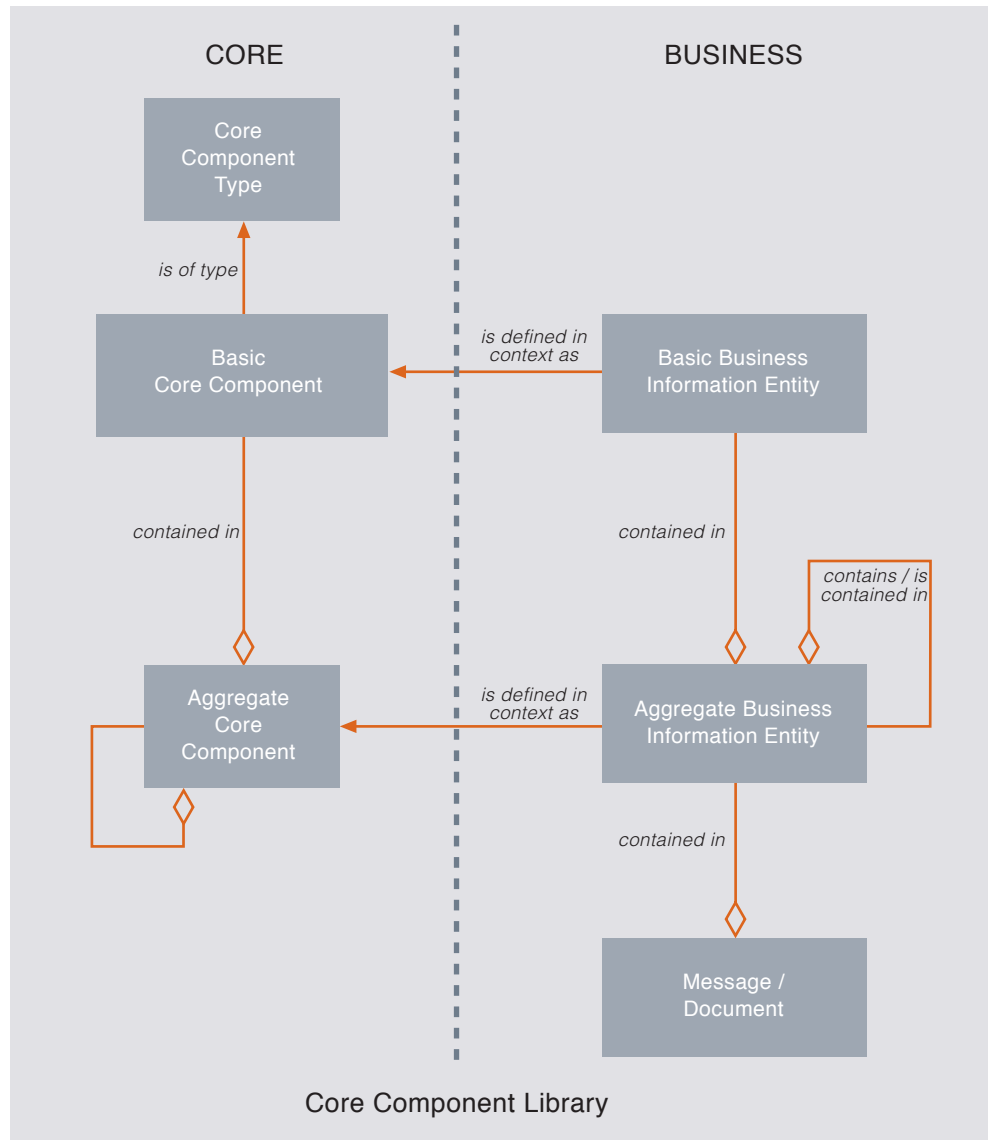 CORE
BUSINESS
Core
Component
Type
is of type
Basic
Core Component
is defined in
context as
Basic Business
Information Entity
contained in
contained in
contains / is
contained in
Aggregate
Core
Component
is defined in
context as
Aggregate Business
Information Entity
contained in
Message /
Document
Core Component Library